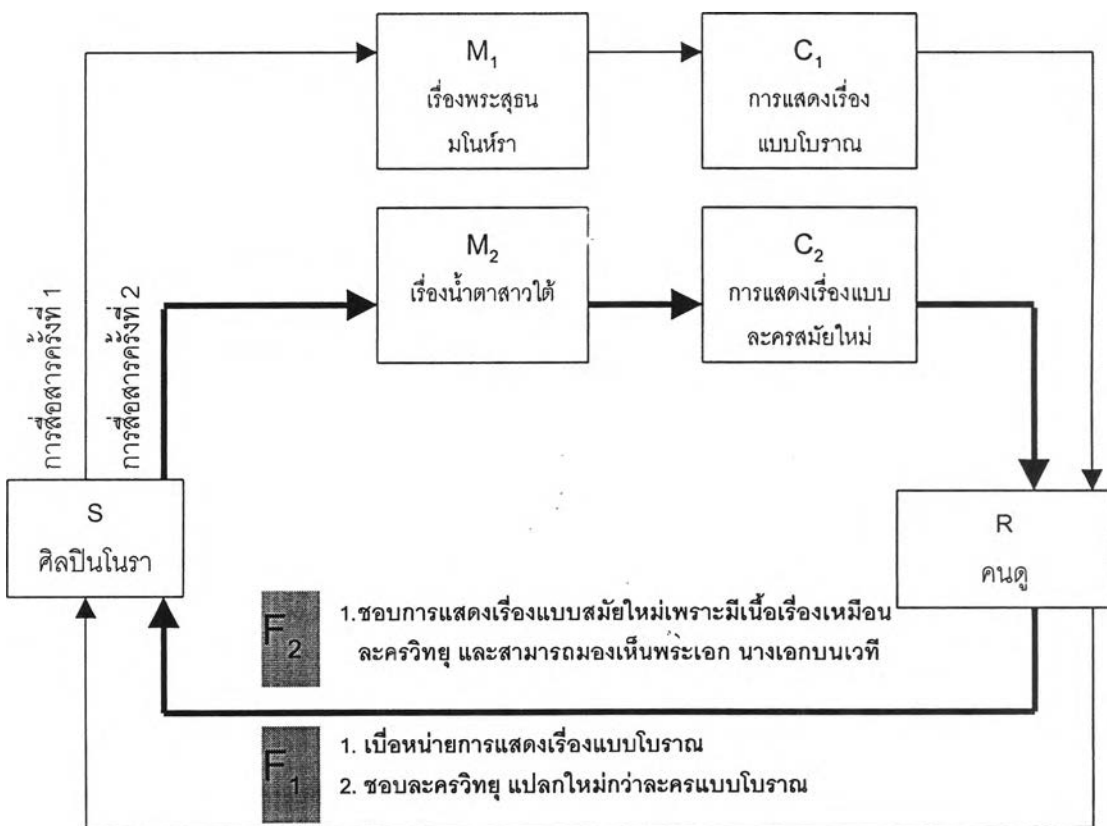 M1
เรื่องพระสุธน
มโนห์รา
C1
การแสดงเรื่อง
แบบโบราณ
M2
เรื่องน้ำตาสาวใต้
C2
การแสดงเรื่องแบบ
ละครสมัยใหม่
การสื่อสารครั้งที่ 1
การสื่อสารครั้งที่ 2
S
ศิลปินโนรา
R
คนดู
F2
1.ชอบการแสดงเรื่องแบบสมัยใหม่เพราะมีเนื้อเรื่องเหมือน
ละครวิทยุ และสามารถมองเห็นพระเอก นางเอกบนเวที
F1
1. เบื่อหน่ายการแสดงเรื่องแบบโบราณ
2. ชอบละครวิทยุ แปลกใหม่กว่าละครแบบโบราณ